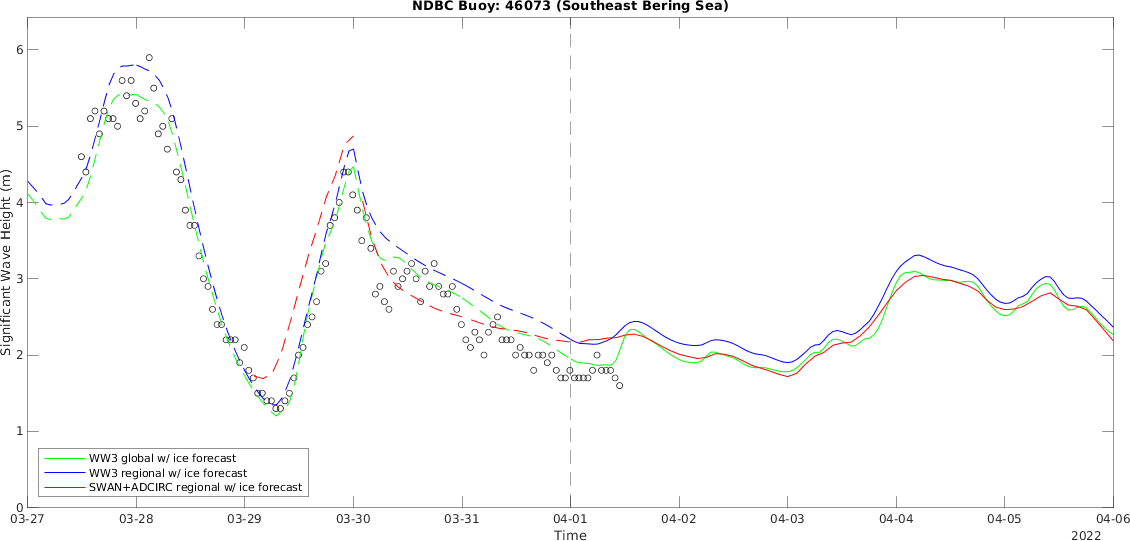 NDBC Buoy: 46073 (Southeast Bering Sea)
Significant Wave Height (m)
6
5
4
3
2
1
0
WW3 global w/ ice forecast
WW3 regional w/ ice forecast
SWAN+ADCIRC regional w/ ice forecast
03-27 03-28 03-29 03-30 03-31 04-01 04-02 04-03 04-04 04-05 04-06
Time
2022